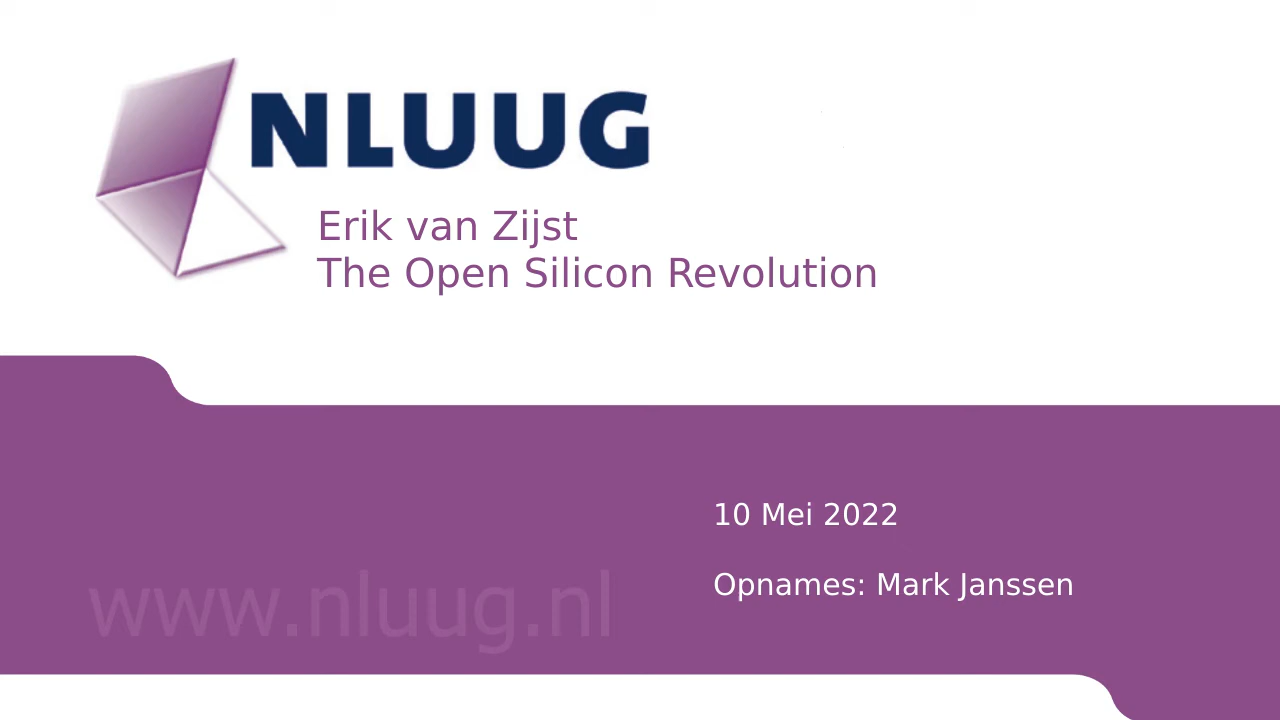 NLUUG
Erik van Zijst
The Open Silicon Revolution
10 Mei 2022
Opnames: Mark Janssen
www.nluug.nl